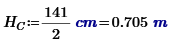 H_C := 141/2 cm = 0.705 m